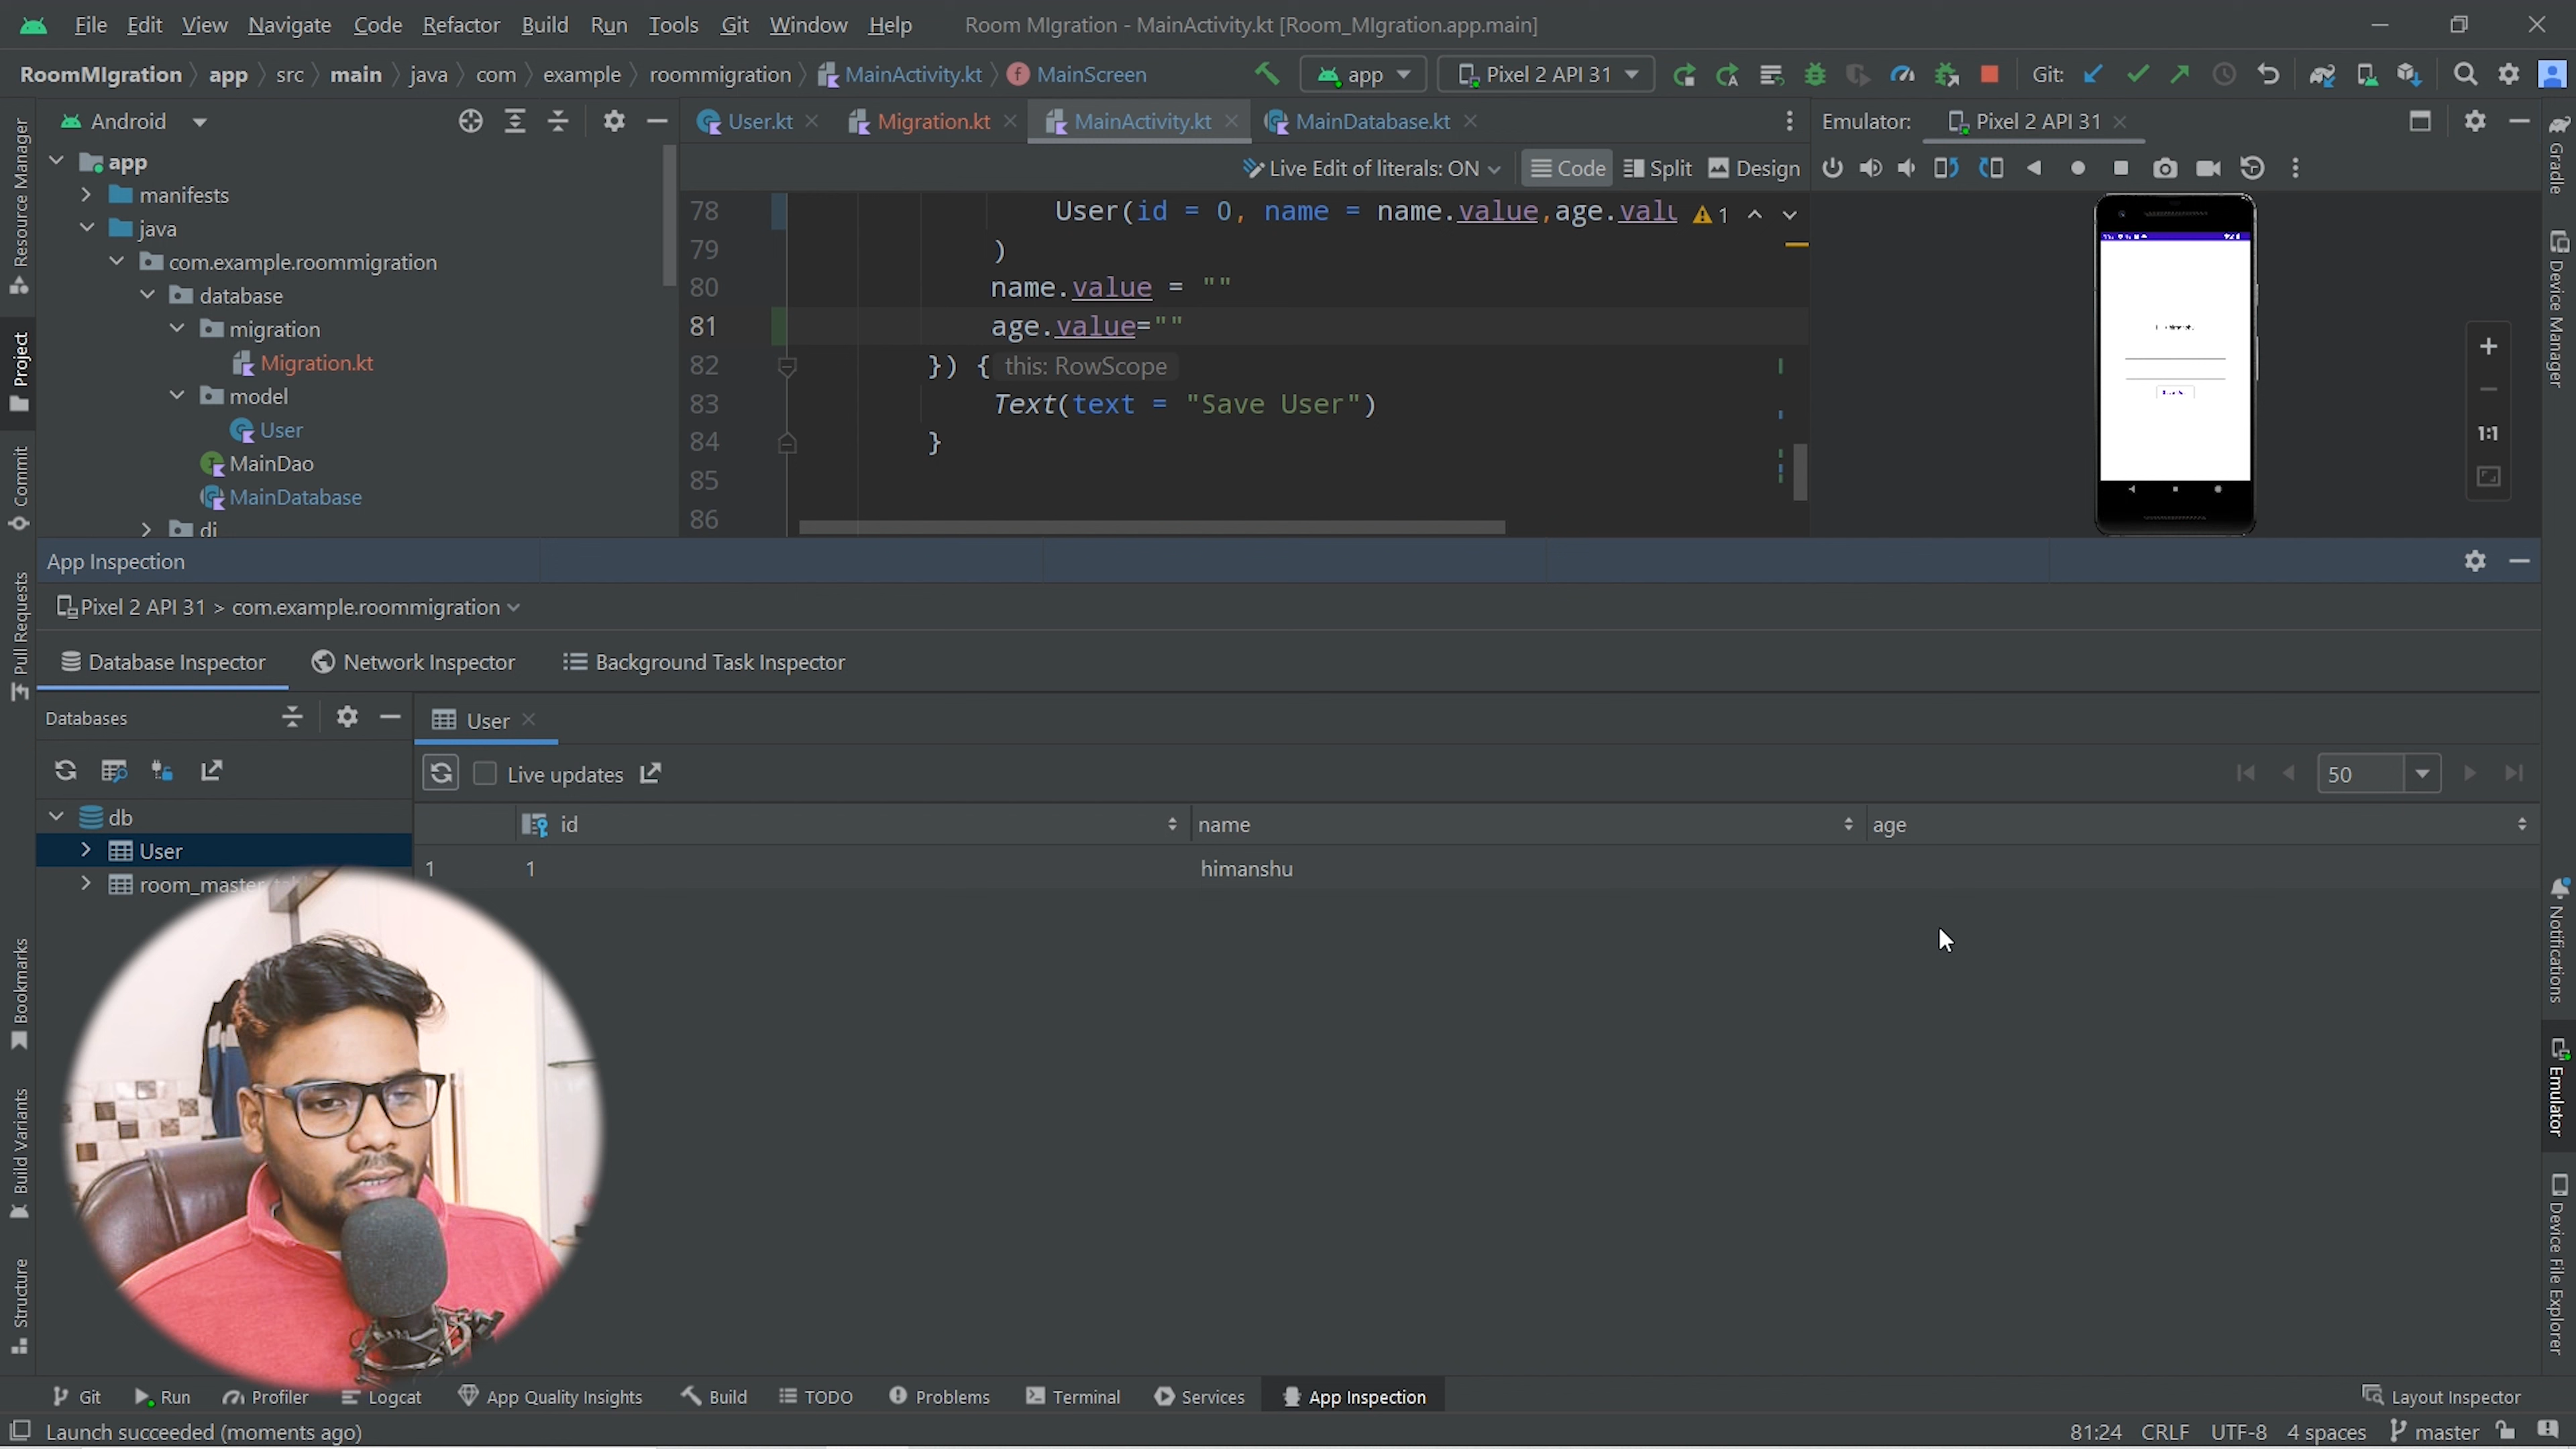 File Edit View Navigate Code Refactor Build Run Tools Git Window Help Room MIgration - MainActivity.kt [Room_MIgration.app.main]
RoomMIgration app src main java com example roommigration MainActivity.kt MainScreen app Pixel 2 API 31 Git:
Android
User.kt Migration.kt MainActivity.kt MainDatabase.kt
Emulator: Pixel 2 API 31
Live Edit of literals: ON Code Split Design
app
manifests
java
com.example.roommigration
database
migration
Migration.kt
model
User
MainDao
MainDatabase
di
78 User(id = 0, name = name.value,age.valu 1
79 )
80 name.value = ""
81 age.value=""
82 }) { this: RowScope
83 Text(text = "Save User")
84 }
85
86
1:1
Resource Manager
Project
Commit
Pull Requests
Bookmarks
Build Variants
Structure
Gradle
Device Manager
Notifications
Emulator
Device File Explorer
App Inspection
Pixel 2 API 31 > com.example.roommigration
Database Inspector Network Inspector Background Task Inspector
Databases
User
Live updates
50
db
User
room_master
id name age
1 1 himanshu
Git Run Profiler Logcat App Quality Insights Build TODO Problems Terminal Services App Inspection Layout Inspector
Launch succeeded (moments ago) 81:24 CRLF UTF-8 4 spaces master